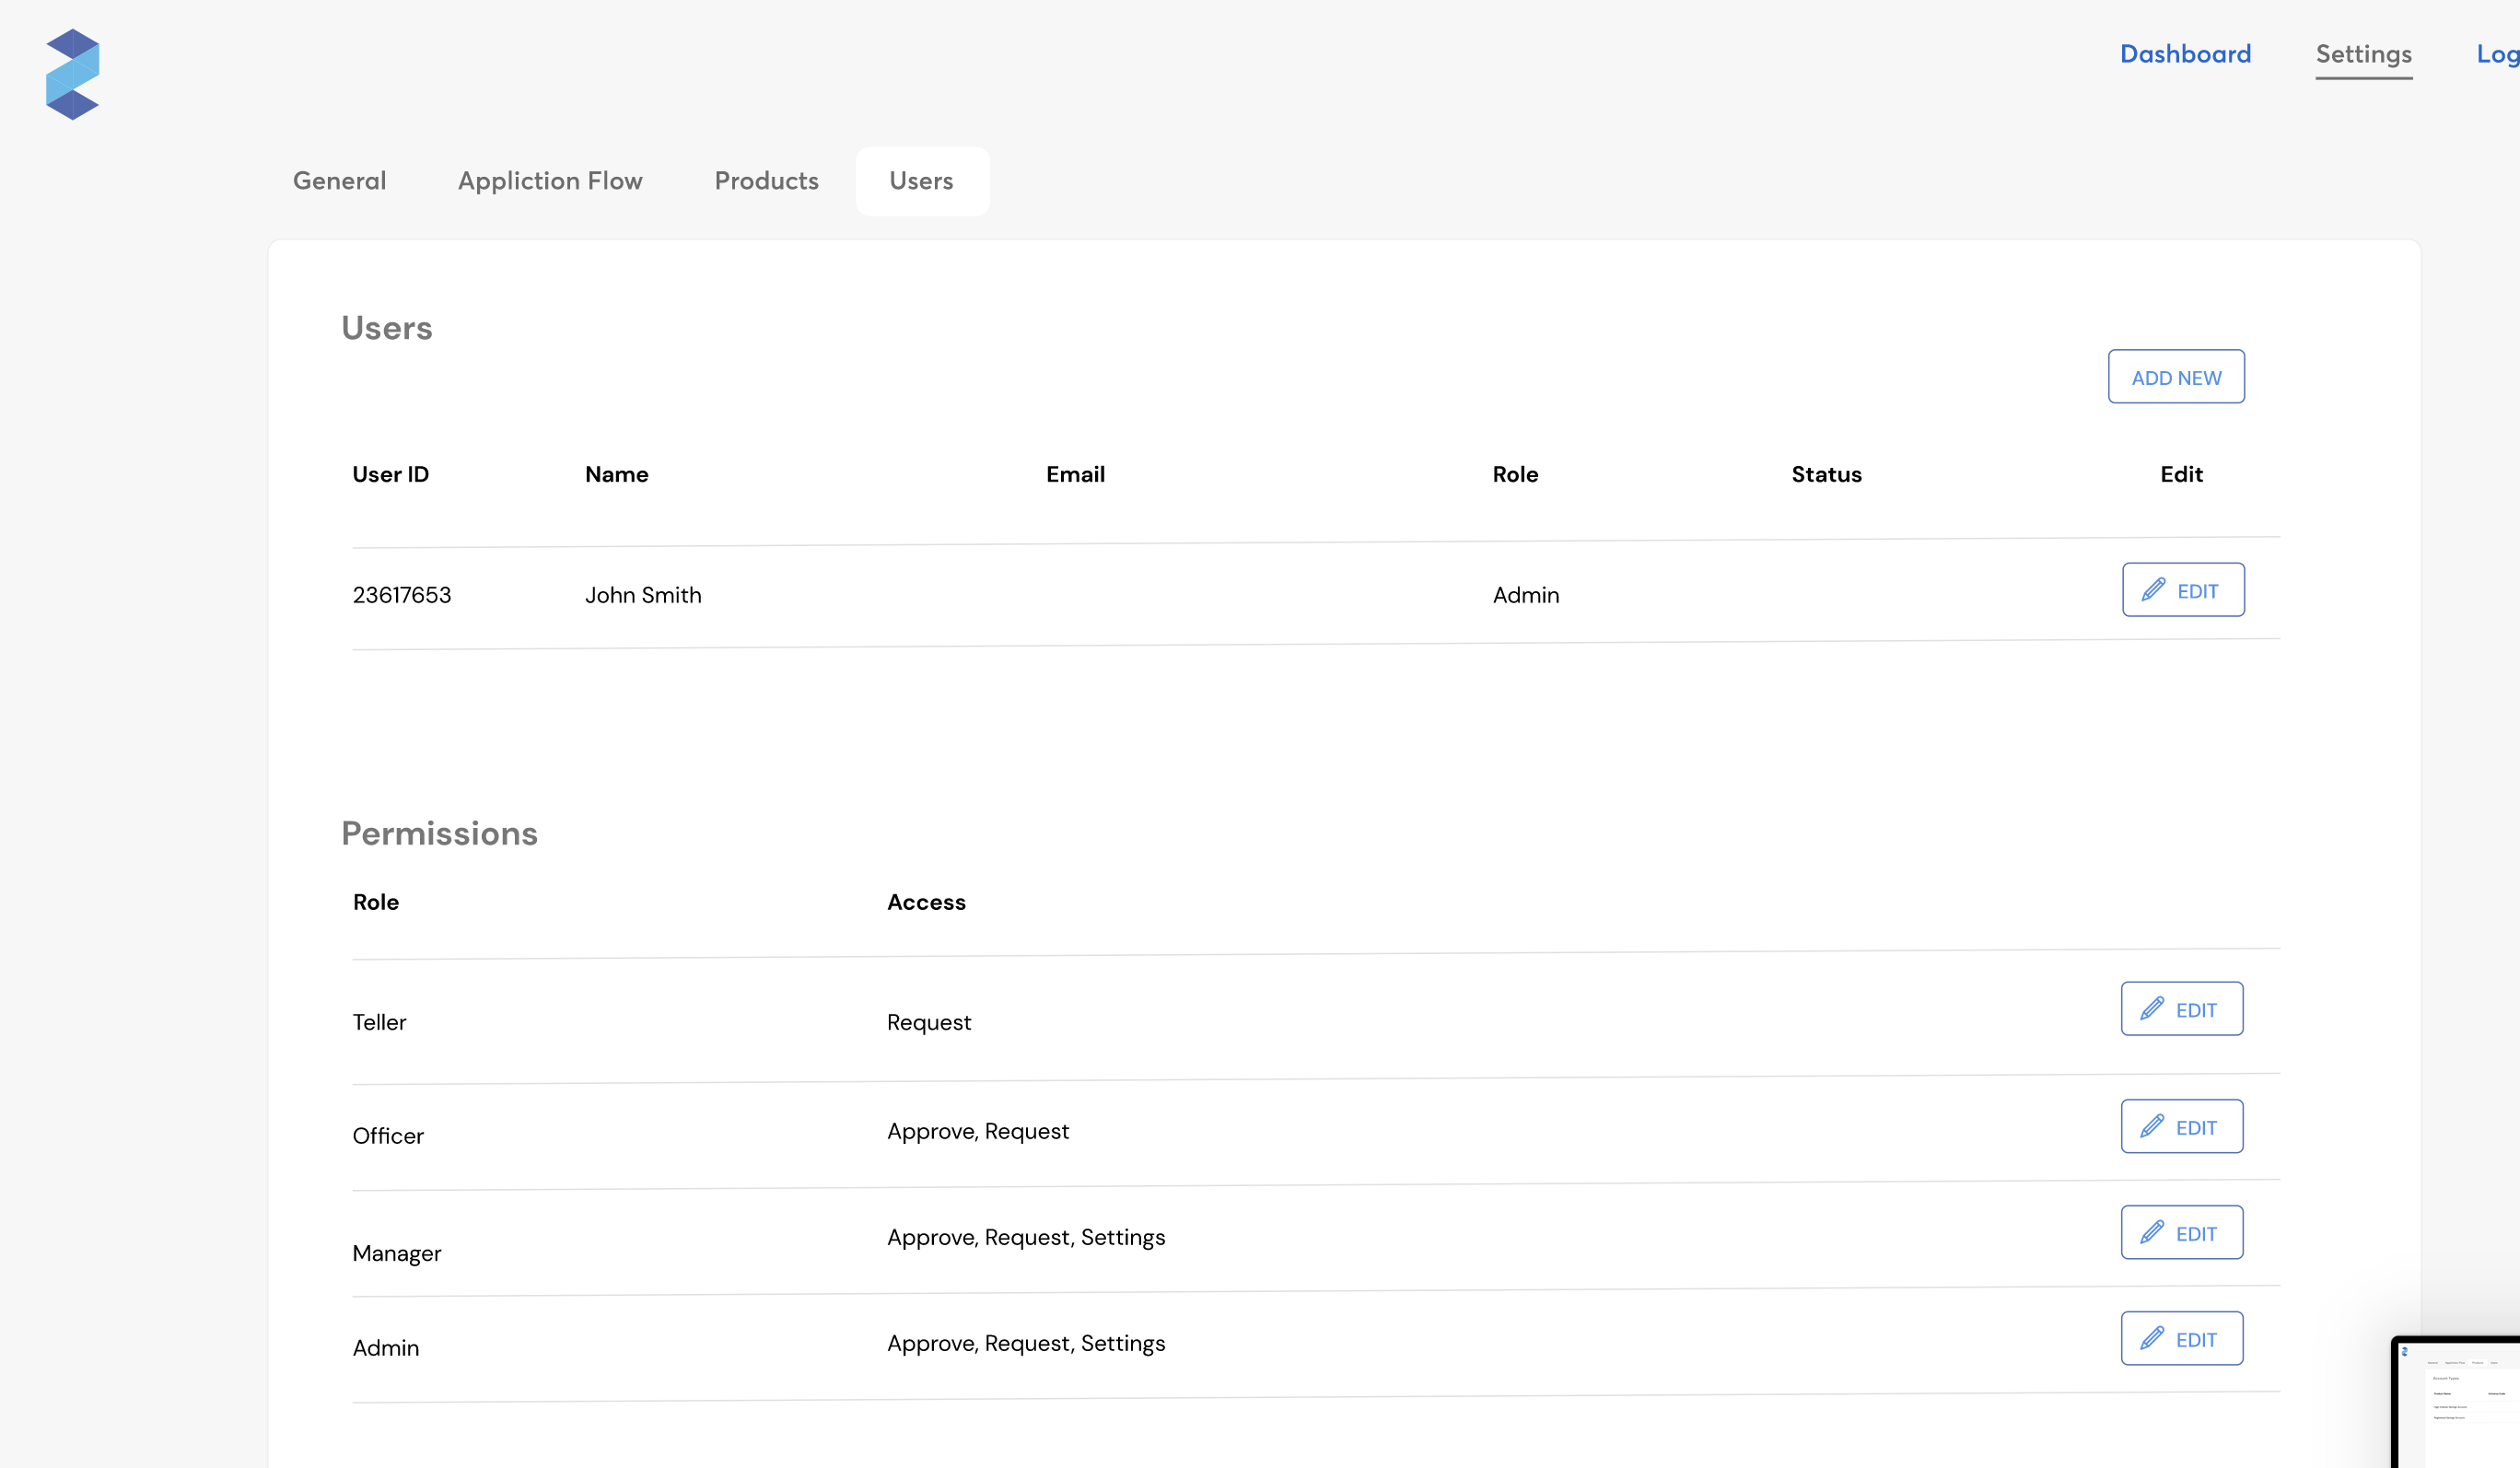 Dashboard Settings Log
General Appliction Flow Products Users
Users
ADD NEW
User ID Name Email Role Status Edit
23617653 John Smith Admin EDIT
Permissions
Role Access
Teller Request EDIT
Officer Approve, Request EDIT
Manager Approve, Request, Settings EDIT
Admin Approve, Request, Settings EDIT
Account Types